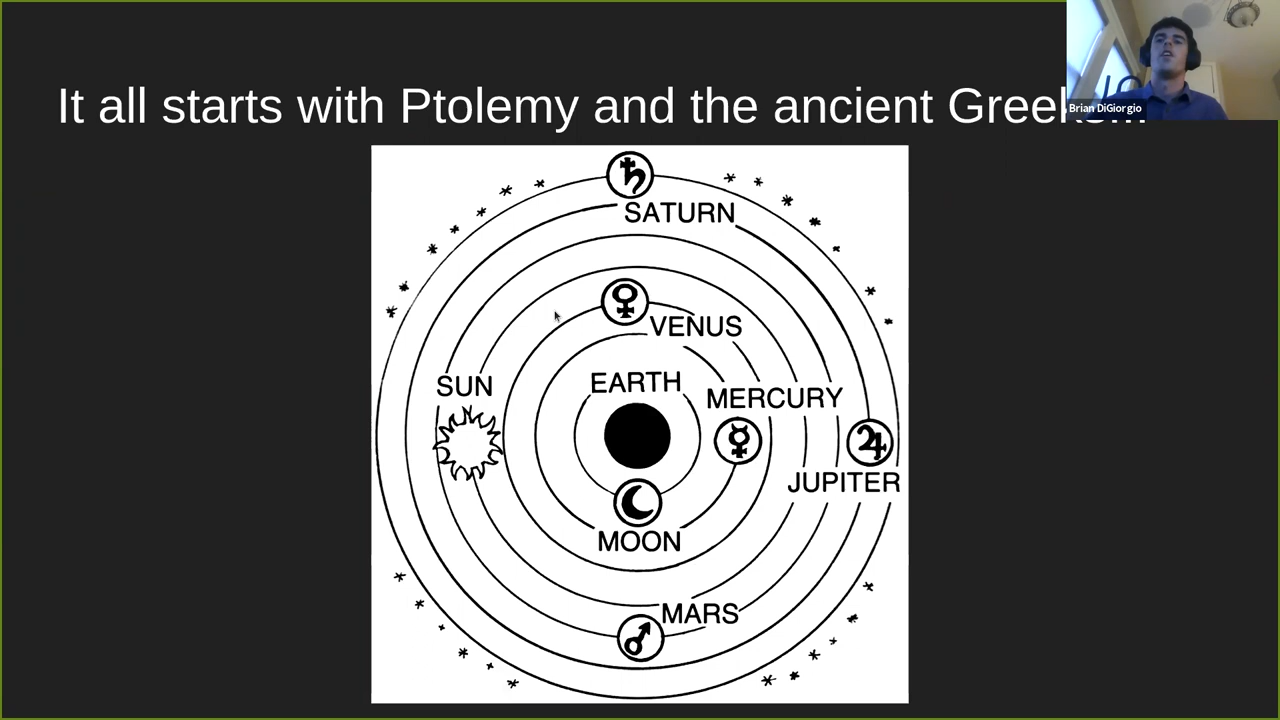 It all starts with Ptolemy and the ancient Greeks...
Brian DiGiorgio
SATURN
VENUS
SUN
EARTH
MERCURY
JUPITER
MOON
MARS